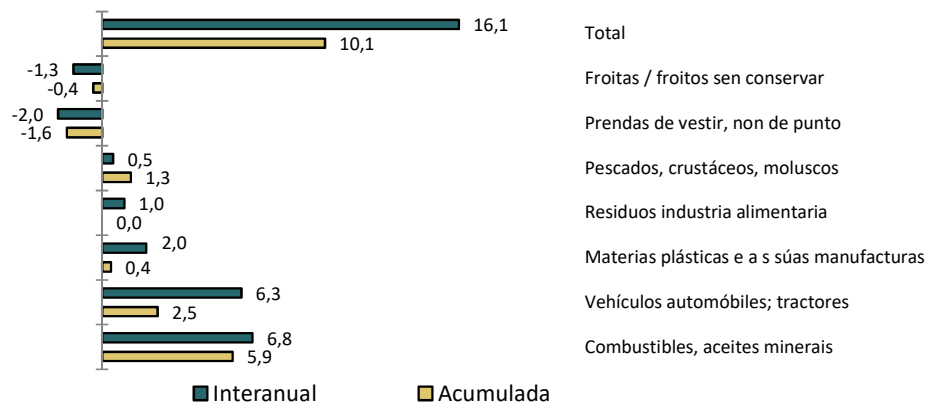 16,1
10,1
Total
-1,3
-0,4
Froitas / froitos sen conservar
-2,0
-1,6
Prendas de vestir, non de punto
0,5
1,3
Pescados, crustáceos, moluscos
1,0
0,0
Residuos industria alimentaria
2,0
0,4
Materias plásticas e a s súas manufacturas
6,3
2,5
Vehículos automóbiles; tractores
6,8
5,9
Combustibles, aceites minerais
Interanual Acumulada